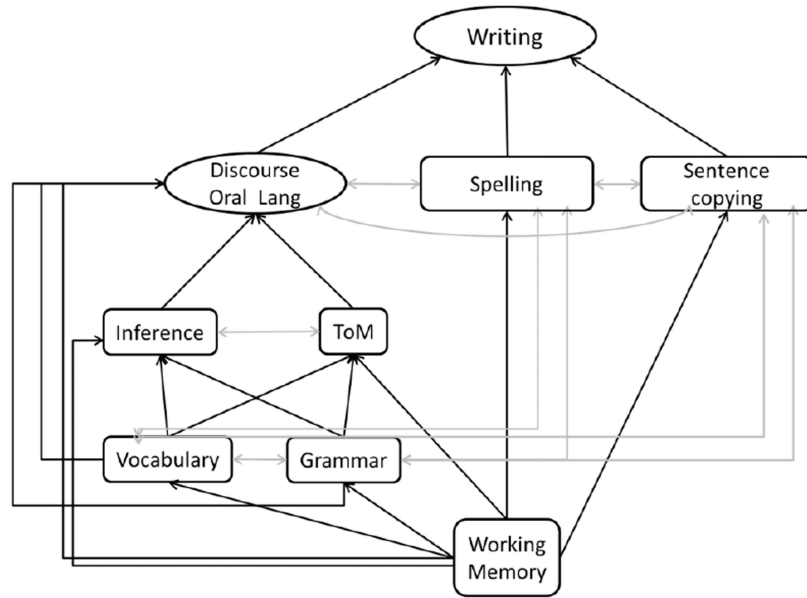 Writing
Discourse
Oral Lang
Spelling
Sentence
copying
Inference
ToM
Vocabulary
Grammar
Working
Memory